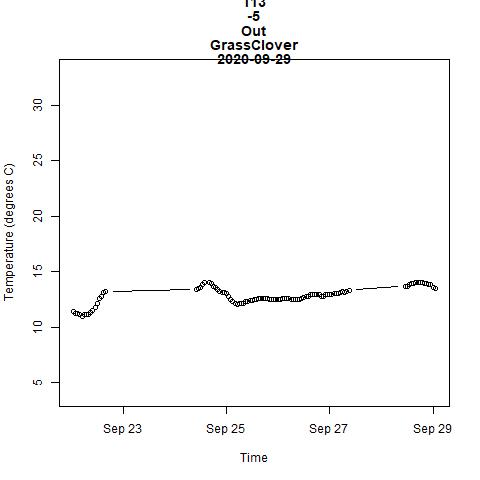 T13
-5
Out
GrassClover
2020-09-29
Temperature (degrees C)
30
25
20
15
10
5
Sep 23 Sep 25 Sep 27 Sep 29
Time